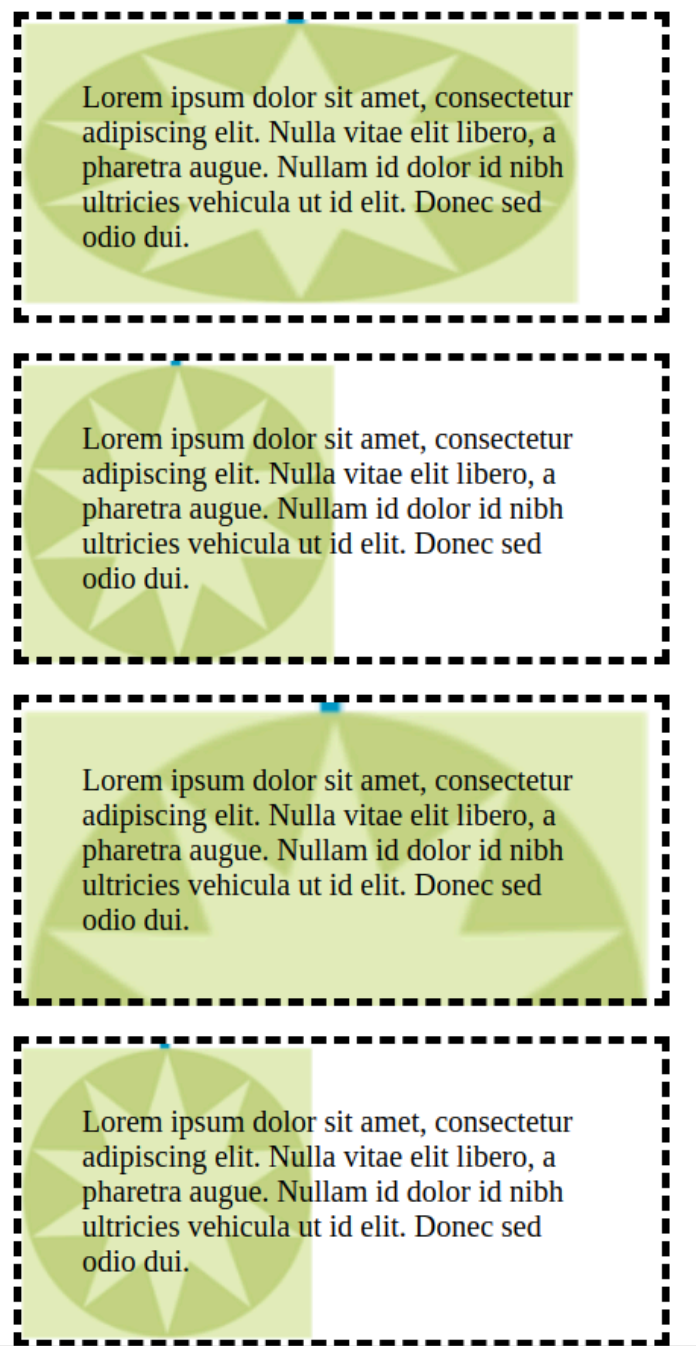 Lorem ipsum dolor sit amet, consectetur
adipiscing elit. Nulla vitae elit libero, a
pharetra augue. Nullam id dolor id nibh
ultricies vehicula ut id elit. Donec sed
odio dui.
Lorem ipsum dolor sit amet, consectetur
adipiscing elit. Nulla vitae elit libero, a
pharetra augue. Nullam id dolor id nibh
ultricies vehicula ut id elit. Donec sed
odio dui.
Lorem ipsum dolor sit amet, consectetur
adipiscing elit. Nulla vitae elit libero, a
pharetra augue. Nullam id dolor id nibh
ultricies vehicula ut id elit. Donec sed
odio dui.
Lorem ipsum dolor sit amet, consectetur
adipiscing elit. Nulla vitae elit libero, a
pharetra augue. Nullam id dolor id nibh
ultricies vehicula ut id elit. Donec sed
odio dui.